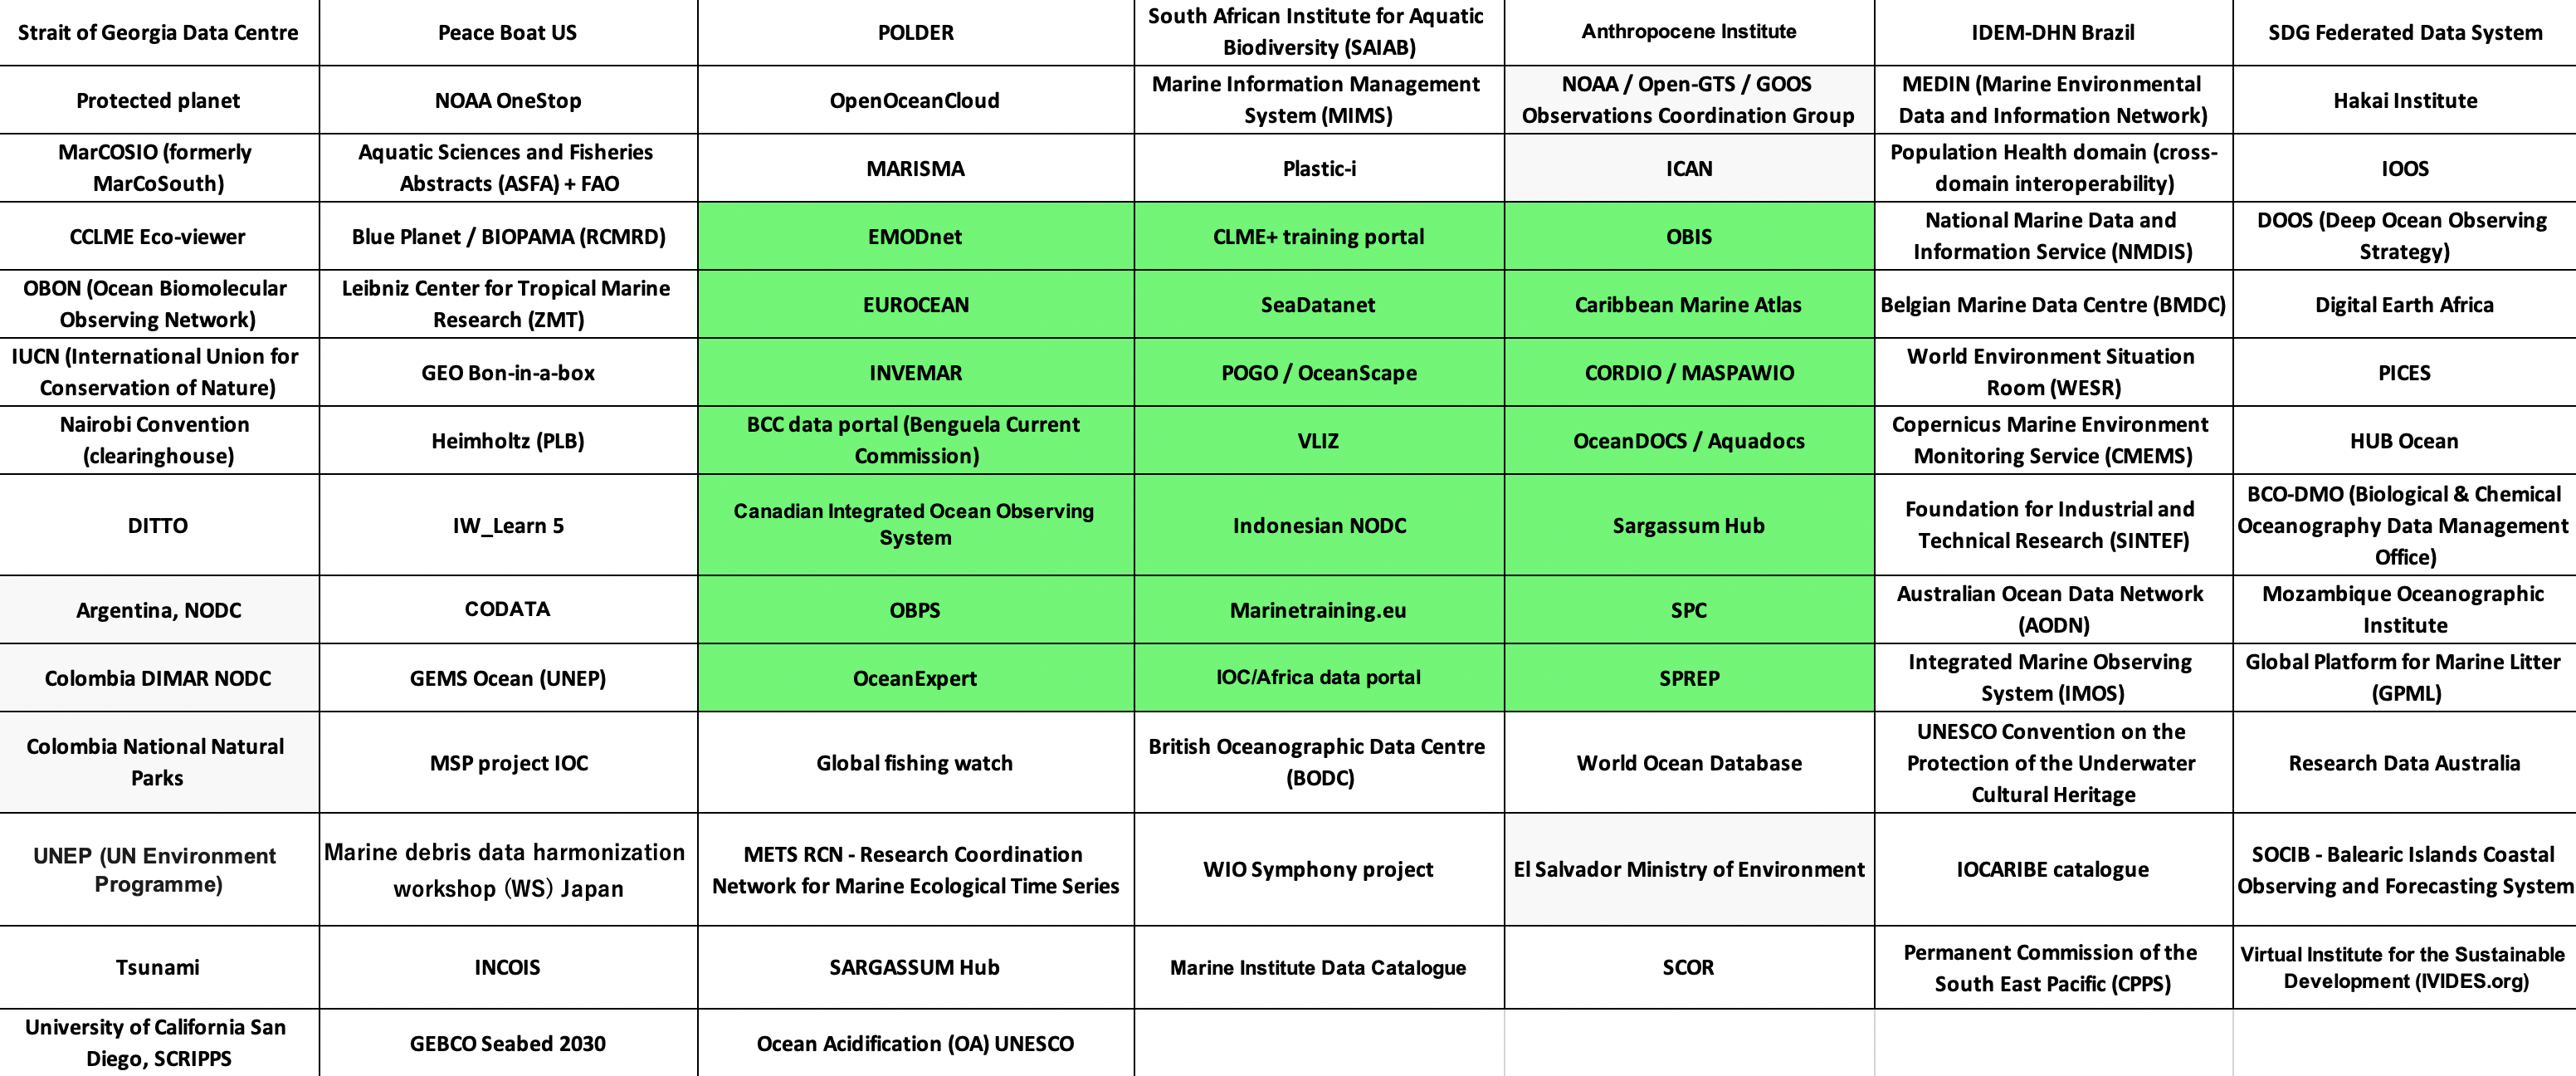 Strait of Georgia Data Centre
Peace Boat US
POLDER
South African Institute for Aquatic
Biodiversity (SAIAB)
Anthropocene Institute
IDEM-DHN Brazil
SDG Federated Data System
Protected planet
NOAA OneStop
OpenOceanCloud
Marine Information Management
System (MIMS)
NOAA / Open-GTS / GOOS
Observations Coordination Group
MEDIN (Marine Environmental
Data and Information Network)
Hakai Institute
MarCOSIO (formerly
MarCoSouth)
Aquatic Sciences and Fisheries
Abstracts (ASFA) + FAO
MARISMA
Plastic-i
ICAN
Population Health domain (cross-
domain interoperability)
IOOS
CCLME Eco-viewer
Blue Planet / BIOPAMA (RCMRD)
EMODnet
CLME+ training portal
OBIS
National Marine Data and
Information Service (NMDIS)
DOOS (Deep Ocean Observing
Strategy)
OBON (Ocean Biomolecular
Observing Network)
Leibniz Center for Tropical Marine
Research (ZMT)
EUROCEAN
SeaDatanet
Caribbean Marine Atlas
Belgian Marine Data Centre (BMDC)
Digital Earth Africa
IUCN (International Union for
Conservation of Nature)
GEO Bon-in-a-box
INVEMAR
POGO / OceanScape
CORDIO / MASPAWIO
World Environment Situation
Room (WESR)
PICES
Nairobi Convention
(clearinghouse)
Heimholtz (PLB)
BCC data portal (Benguela Current
Commission)
VLIZ
OceanDOCS / Aquadocs
Copernicus Marine Environment
Monitoring Service (CMEMS)
HUB Ocean
DITTO
IW_Learn 5
Canadian Integrated Ocean Observing
System
Indonesian NODC
Sargassum Hub
Foundation for Industrial and
Technical Research (SINTEF)
BCO-DMO (Biological & Chemical
Oceanography Data Management
Office)
Argentina, NODC
CODATA
OBPS
Marinetraining.eu
SPC
Australian Ocean Data Network
(AODN)
Mozambique Oceanographic
Institute
Colombia DIMAR NODC
GEMS Ocean (UNEP)
OceanExpert
IOC/Africa data portal
SPREP
Integrated Marine Observing
System (IMOS)
Global Platform for Marine Litter
(GPML)
Colombia National Natural
Parks
MSP project IOC
Global fishing watch
British Oceanographic Data Centre
(BODC)
World Ocean Database
UNESCO Convention on the
Protection of the Underwater
Cultural Heritage
Research Data Australia
UNEP (UN Environment
Programme)
Marine debris data harmonization
workshop (WS) Japan
METS RCN - Research Coordination
Network for Marine Ecological Time Series
WIO Symphony project
El Salvador Ministry of Environment
IOCARIBE catalogue
SOCIB - Balearic Islands Coastal
Observing and Forecasting System
Tsunami
INCOIS
SARGASSUM Hub
Marine Institute Data Catalogue
SCOR
Permanent Commission of the
South East Pacific (CPPS)
Virtual Institute for the Sustainable
Development (IVIDES.org)
University of California San
Diego, SCRIPPS
GEBCO Seabed 2030
Ocean Acidification (OA) UNESCO